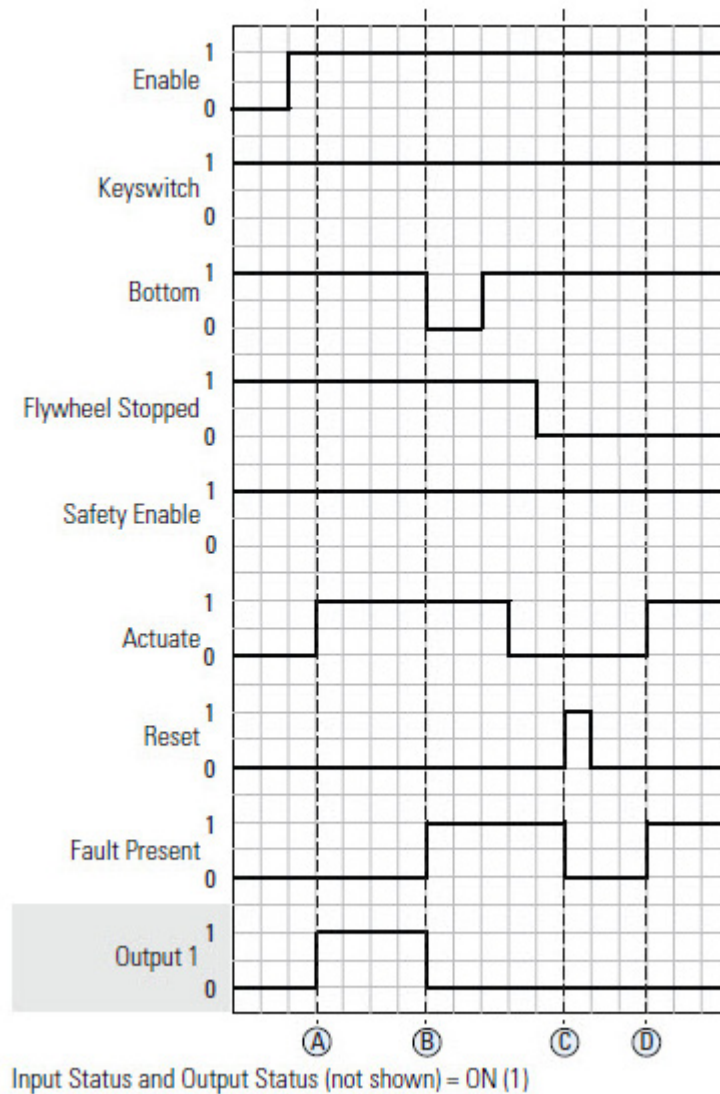 Enable 1
0
Keyswitch 1
0
Bottom 1
0
Flywheel Stopped 1
0
Safety Enable 1
0
Actuate 1
0
Reset 1
0
Fault Present 1
0
Output 1 1
0
A B C D
Input Status and Output Status (not shown) = ON (1)